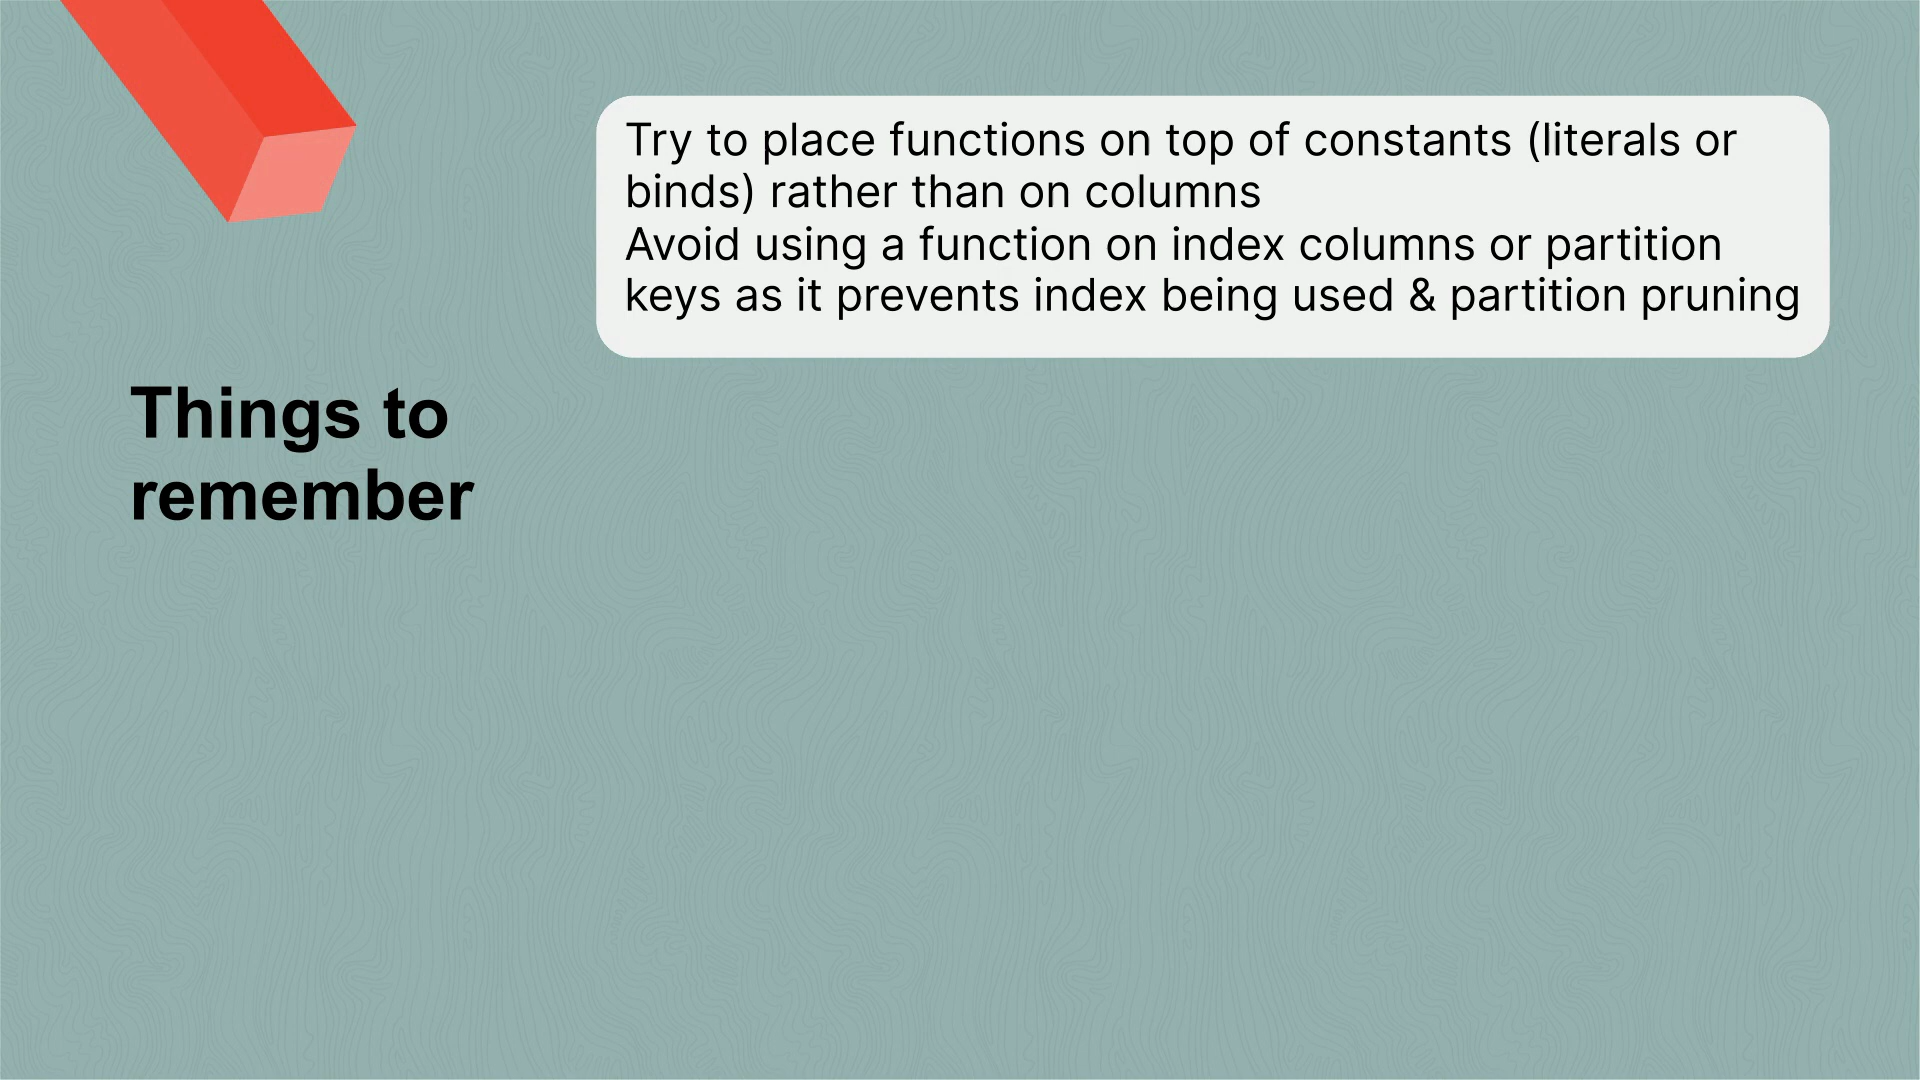 Things to
remember
Try to place functions on top of constants (literals or
binds) rather than on columns
Avoid using a function on index columns or partition
keys as it prevents index being used & partition pruning